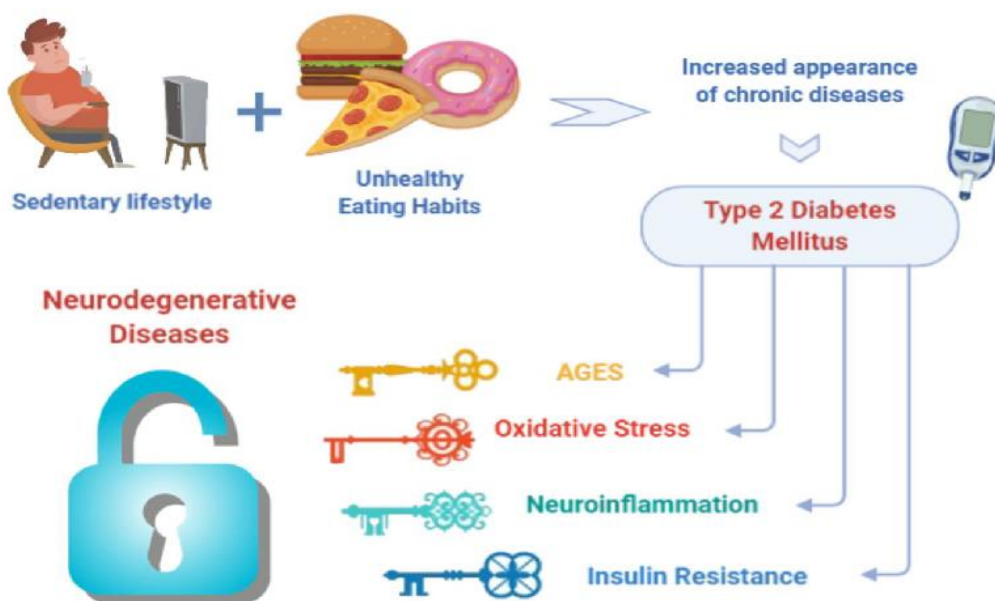 Sedentary lifestyle
Unhealthy
Eating Habits
Increased appearance
of chronic diseases
Type 2 Diabetes
Mellitus
Neurodegenerative
Diseases
AGES
Oxidative Stress
Neuroinflammation
Insulin Resistance